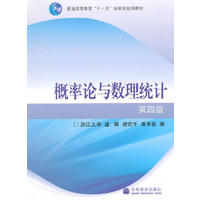 普通高等教育“十一五”国家级规划教材
概率论与数理统计
第四版
浙江大学 盛骤 谢式千 潘承毅 编
高等教育出版社